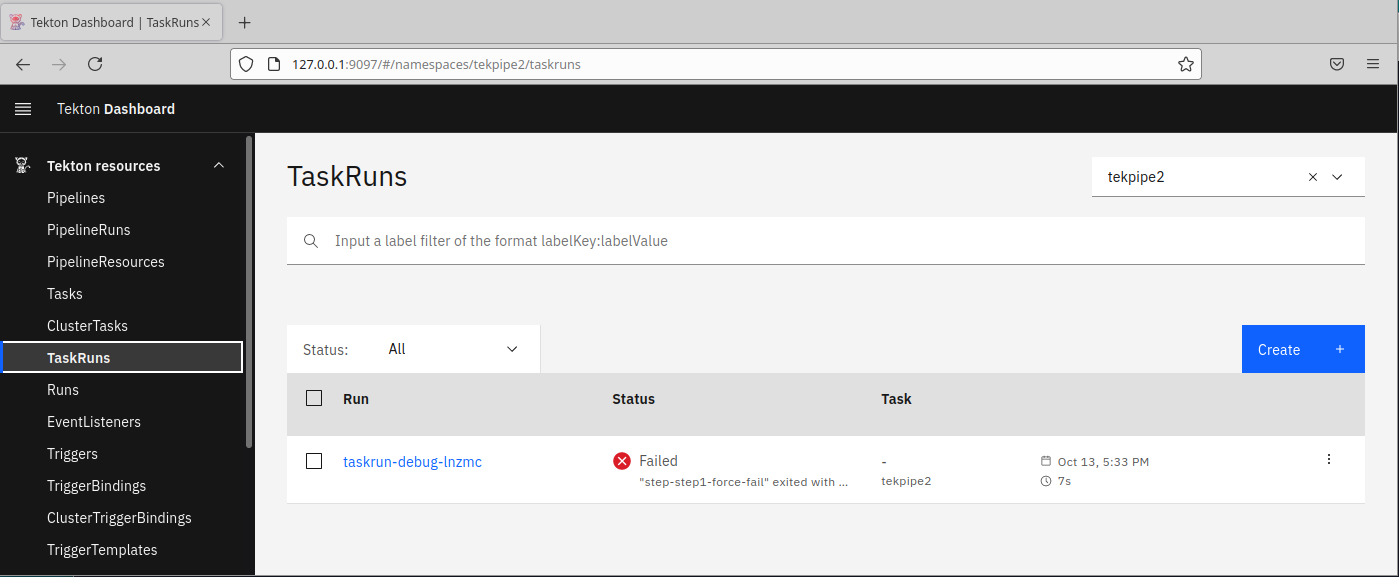 Tekton Dashboard | TaskRuns
127.0.0.1:9097/#/namespaces/tekpipe2/taskruns
Tekton Dashboard
Tekton resources
Pipelines
PipelineRuns
PipelineResources
Tasks
ClusterTasks
TaskRuns
Runs
EventListeners
Triggers
TriggerBindings
ClusterTriggerBindings
TriggerTemplates
TaskRuns
tekpipe2
Input a label filter of the format labelKey:labelValue
Status: All
Create +
Run Status Task
taskrun-debug-lnzmc Failed - Oct 13, 5:33 PM
"step-step1-force-fail" exited with ... tekpipe2 7s